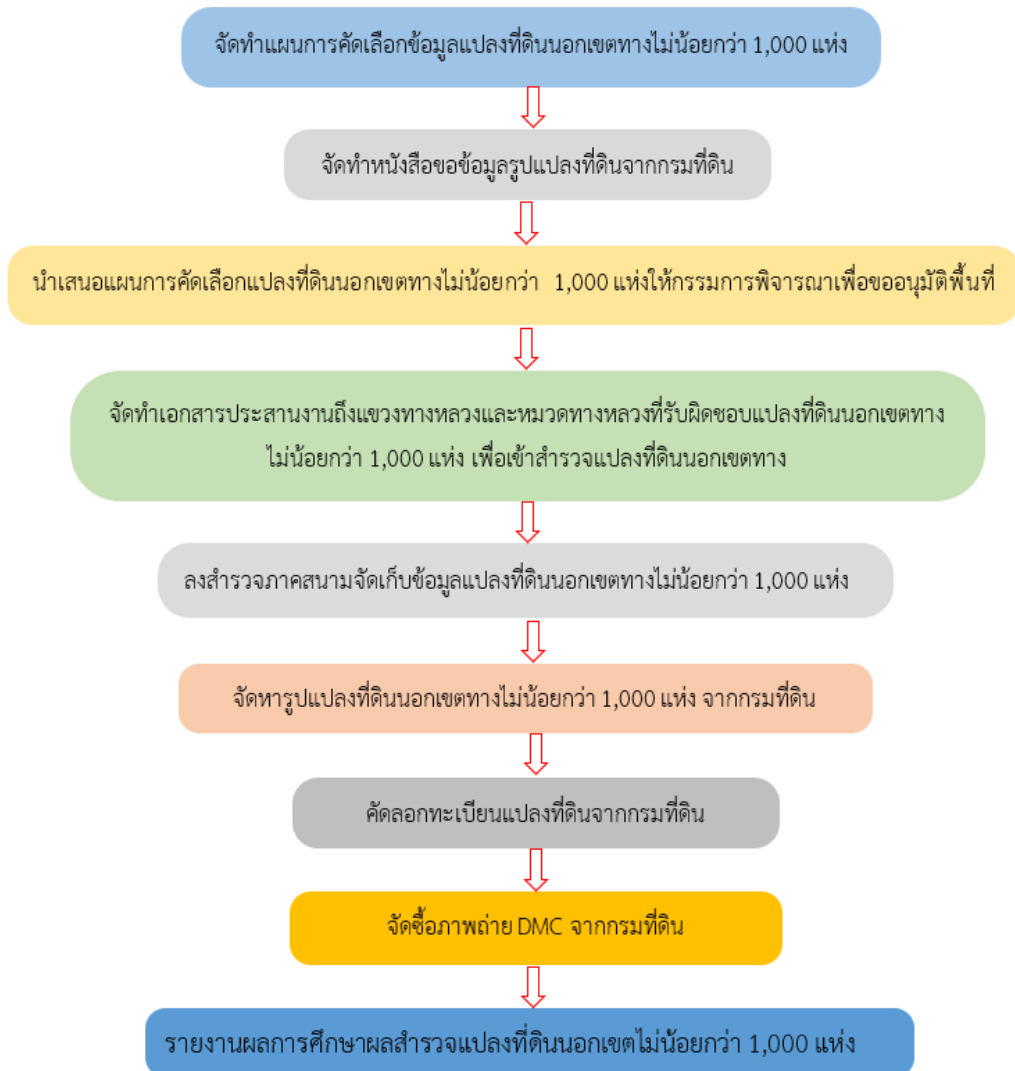 จัดทำแผนการคัดเลือกข้อมูลแปลงที่ดินนอกเขตทางไม่น้อยกว่า 1,000 แห่ง
จัดทำหนังสือขอข้อมูลรูปแปลงที่ดินจากกรมที่ดิน
นำเสนอแผนการคัดเลือกแปลงที่ดินนอกเขตทางไม่น้อยกว่า 1,000 แห่งให้กรรมการพิจารณาเพื่อขออนุมัติพื้นที่
จัดทำเอกสารประสานงานถึงแขวงทางหลวงและหมวดทางหลวงที่รับผิดชอบแปลงที่ดินนอกเขตทาง
ไม่น้อยกว่า 1,000 แห่ง เพื่อเข้าสำรวจแปลงที่ดินนอกเขตทาง
ลงสำรวจภาคสนามจัดเก็บข้อมูลแปลงที่ดินนอกเขตทางไม่น้อยกว่า 1,000 แห่ง
จัดหารูปแปลงที่ดินนอกเขตทางไม่น้อยกว่า 1,000 แห่ง จากกรมที่ดิน
คัดลอกทะเบียนแปลงที่ดินจากกรมที่ดิน
จัดซื้อภาพถ่าย DMC จากกรมที่ดิน
รายงานผลการศึกษาผลสำรวจแปลงที่ดินนอกเขตไม่น้อยกว่า 1,000 แห่ง